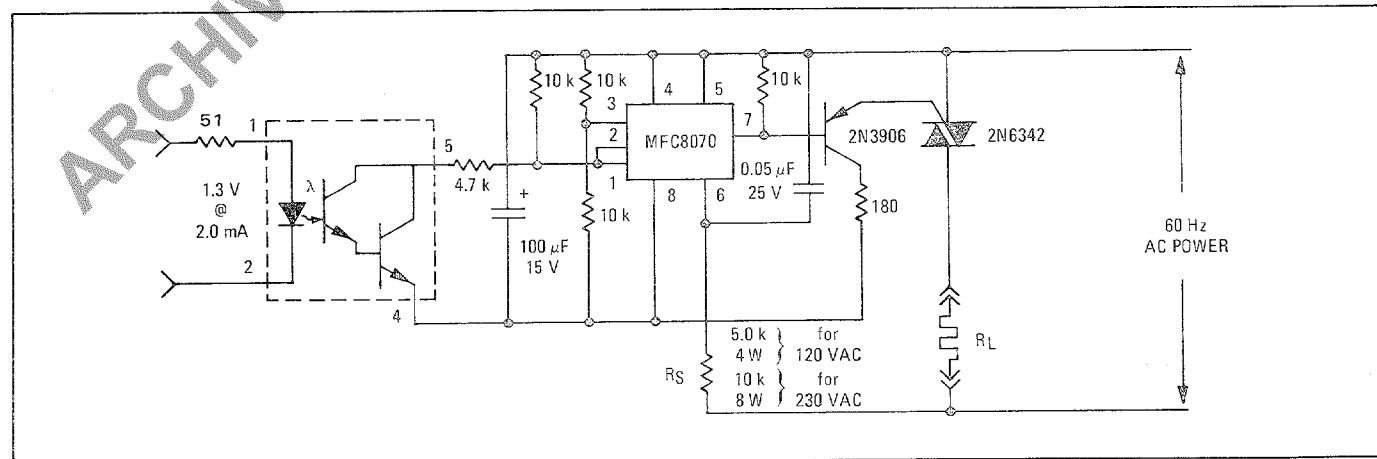 ARCHIV
51
1
1.3 V
@
2.0 mA
2
λ
5
4
4.7 k
10 k
10 k
3
2
1
+
100 μF
15 V
10 k
4
5
MFC8070
7
8
6
10 k
0.05 μF
25 V
2N3906
180
2N6342
60 Hz
AC POWER
RL
RS
5.0 k } for
4 W } 120 VAC
10 k } for
8 W } 230 VAC